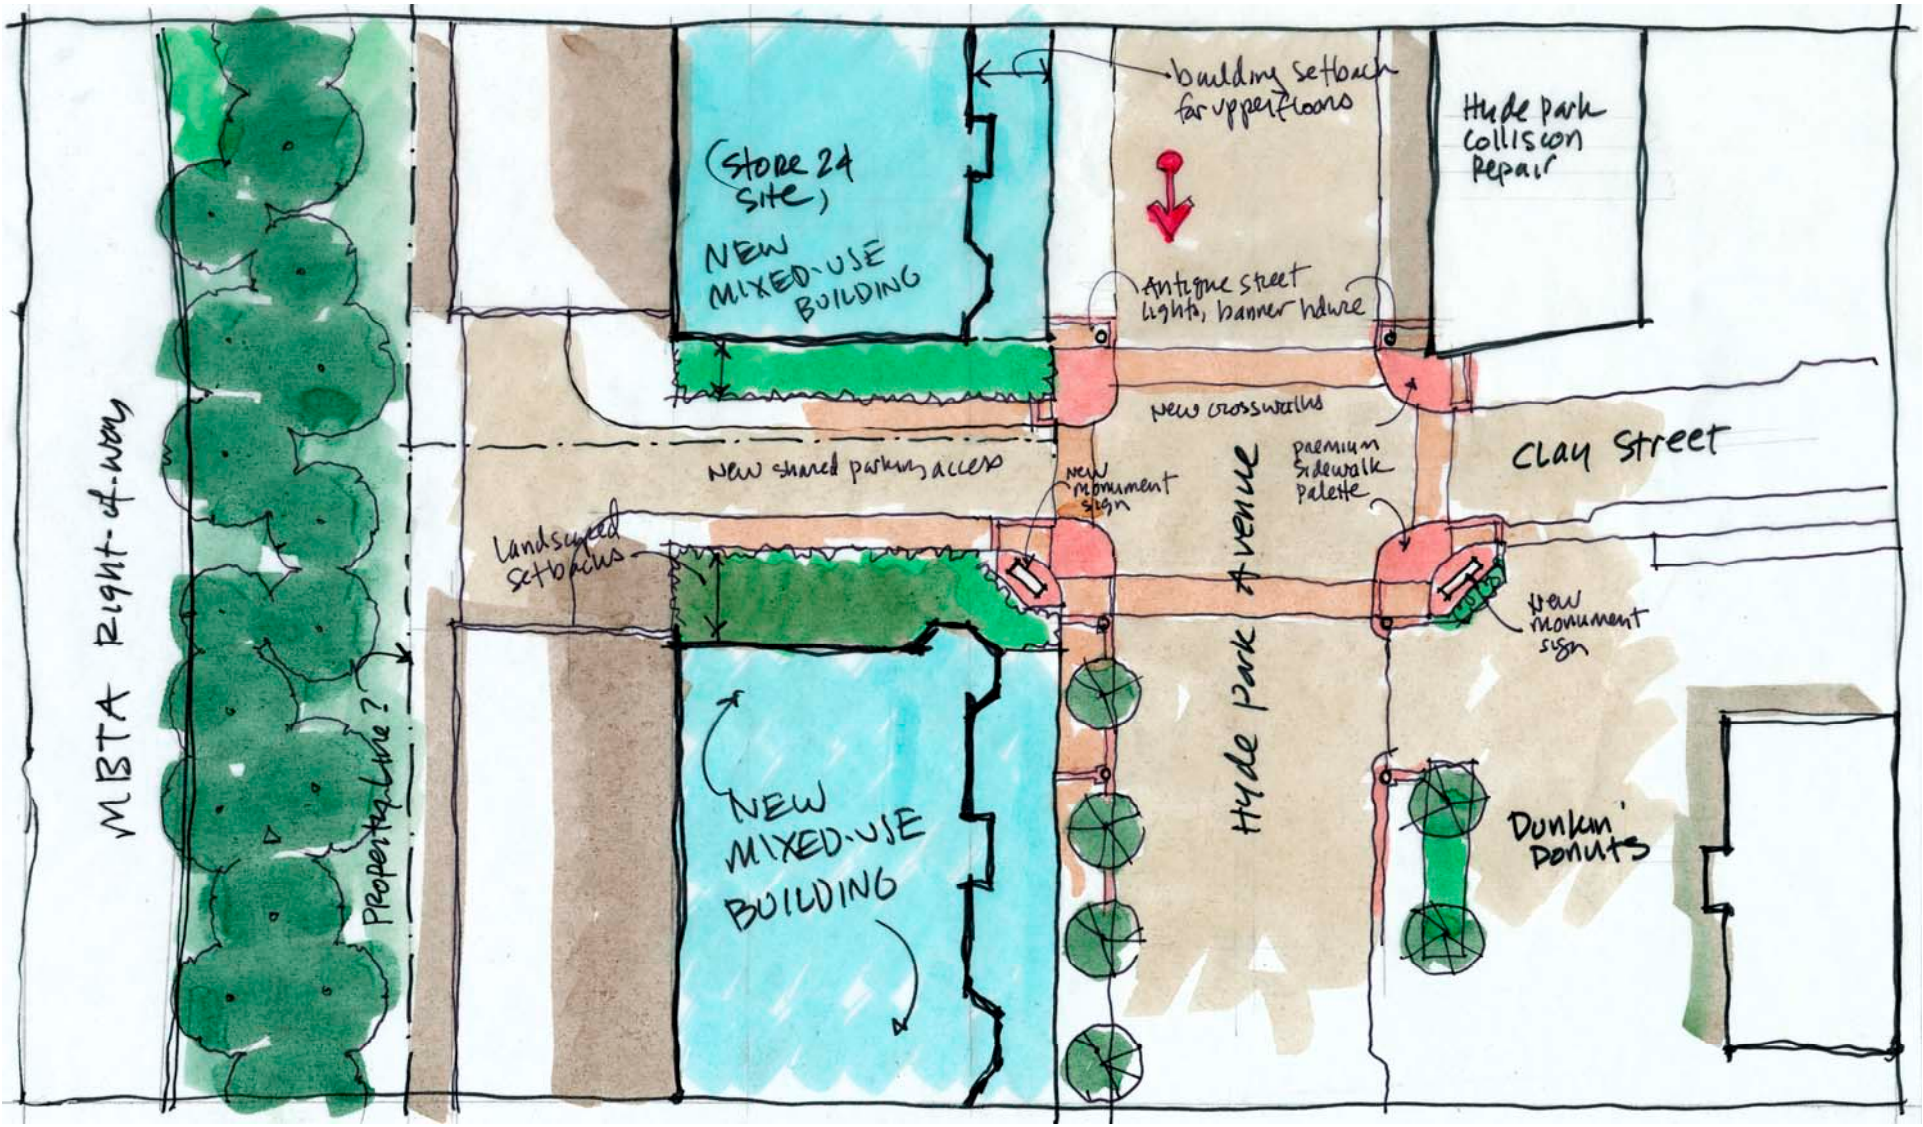 building setback
for upper floors
Hyde Park
Collision
Repair
(Store 24
site)
NEW
MIXED-USE
BUILDING
Antique street
lights, banner
New crosswalks
Clay Street
premium
sidewalk
palette
New shared parking access
New
monument
sign
Landscaped
setbacks
MBTA Right-of-way
Property Line?
Hyde Park Avenue
New
monument
sign
NEW
MIXED-USE
BUILDING
Dunkin'
Donuts